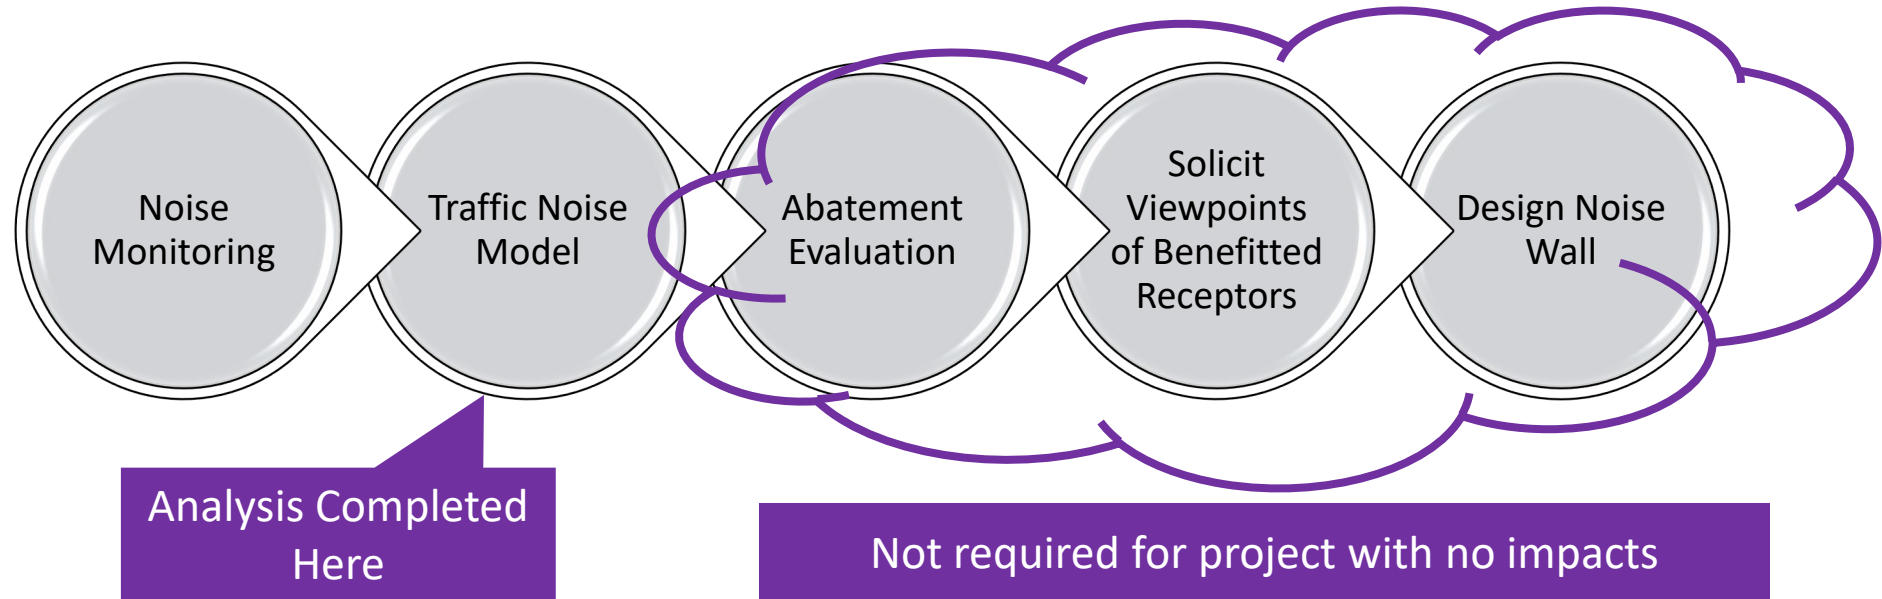 Noise
Monitoring
Traffic Noise
Model
Abatement
Evaluation
Solicit
Viewpoints
of Benefitted
Receptors
Design Noise
Wall
Analysis Completed
Here
Not required for project with no impacts